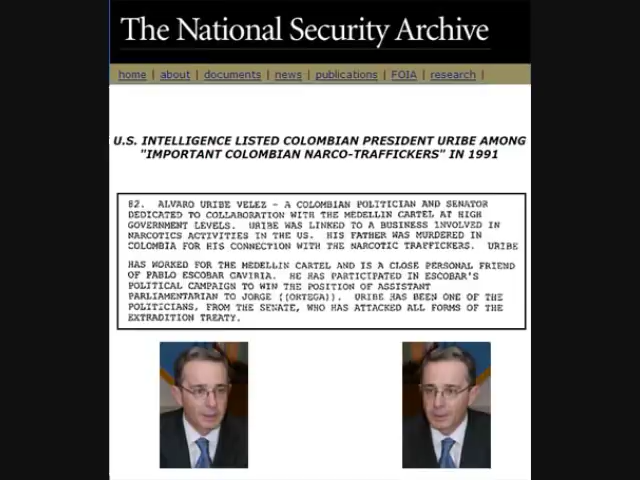 The National Security Archive
home | about | documents | news | publications | FOIA | research |
U.S. INTELLIGENCE LISTED COLOMBIAN PRESIDENT URIBE AMONG
"IMPORTANT COLOMBIAN NARCO-TRAFFICKERS" IN 1991
82. ALVARO URIBE VELEZ - A COLOMBIAN POLITICIAN AND SENATOR
DEDICATED TO COLLABORATION WITH THE MEDELLIN CARTEL AT HIGH
GOVERNMENT LEVELS. URIBE WAS LINKED TO A BUSINESS INVOLVED IN
NARCOTICS ACTIVITIES IN THE US. HIS FATHER WAS MURDERED IN
COLOMBIA FOR HIS CONNECTION WITH THE NARCOTIC TRAFFICKERS. URIBE
HAS WORKED FOR THE MEDELLIN CARTEL AND IS A CLOSE PERSONAL FRIEND
OF PABLO ESCOBAR GAVIRIA. HE HAS PARTICIPATED IN ESCOBAR'S
POLITICAL CAMPAIGN TO WIN THE POSITION OF ASSISTANT
PARLIAMENTARIAN TO JORGE ((ORTEGA)). URIBE HAS BEEN ONE OF THE
POLITICIANS, FROM THE SENATE, WHO HAS ATTACKED ALL FORMS OF THE
EXTRADITION TREATY.